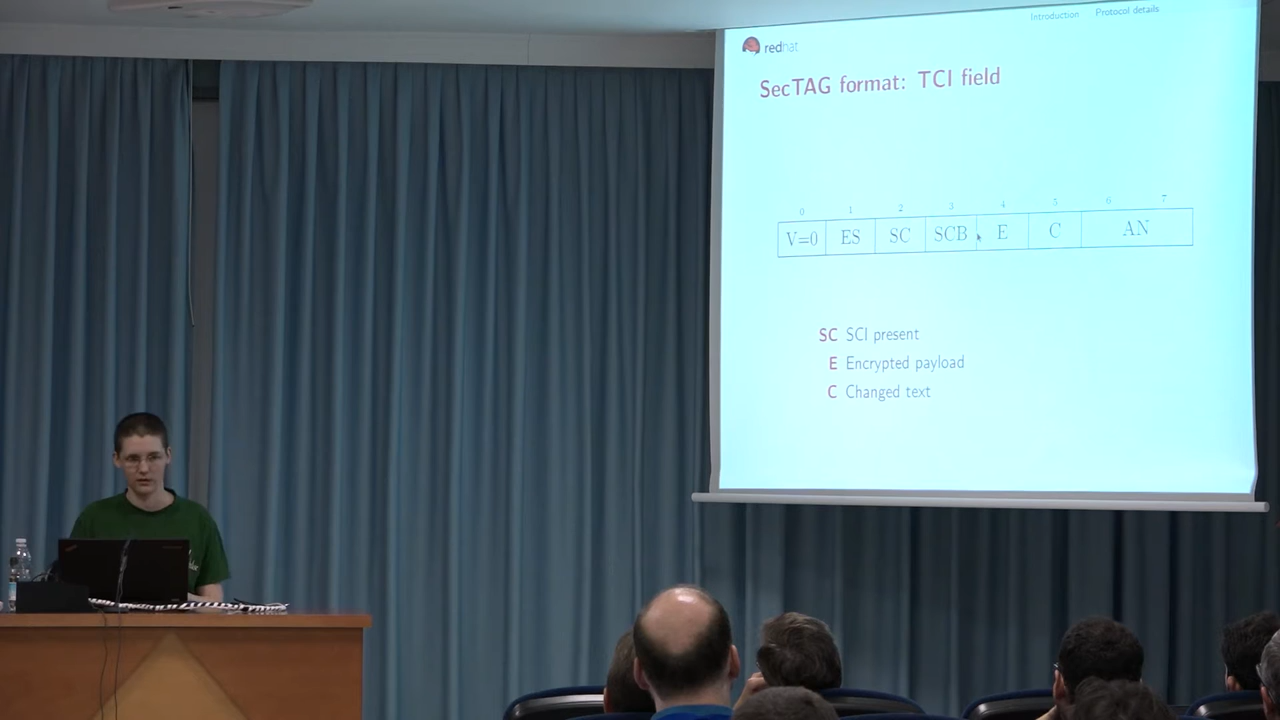 Introduction Protocol details
redhat
SecTAG format: TCI field
0 1 2 3 4 5 6 7
V=0 ES SC SCB E C AN
SC SCI present
E Encrypted payload
C Changed text